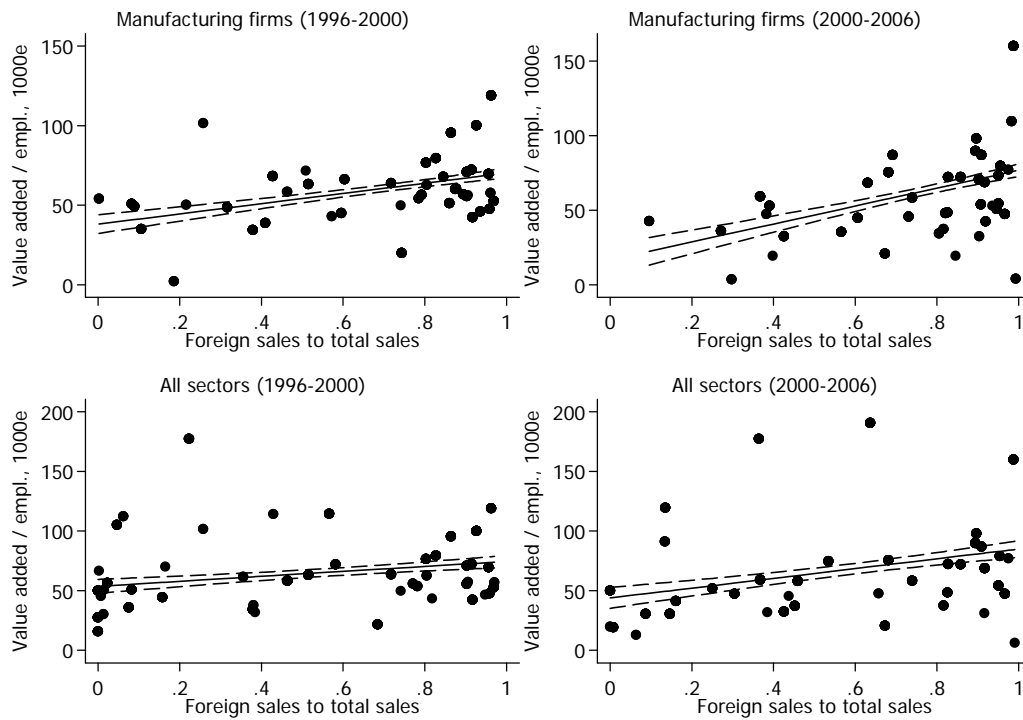 Manufacturing firms (1996-2000)
Value added / empl., 1000e
150
100
50
0
0 .2 .4 .6 .8 1
Foreign sales to total sales
Manufacturing firms (2000-2006)
Value added / empl., 1000e
150
100
50
0
0 .2 .4 .6 .8 1
Foreign sales to total sales
All sectors (1996-2000)
Value added / empl., 1000e
200
150
100
50
0
0 .2 .4 .6 .8 1
Foreign sales to total sales
All sectors (2000-2006)
Value added / empl., 1000e
200
150
100
50
0
0 .2 .4 .6 .8 1
Foreign sales to total sales